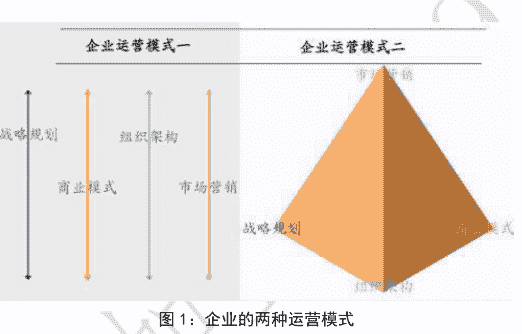 企业运营模式一
企业运营模式二
市场营销
战略规划
组织架构
商业模式
市场营销
战略规划
模式
组织架构
图 1：企业的两种运营模式